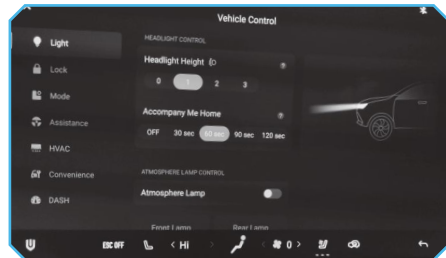 Vehicle Control
Light
Lock
Mode
Assistance
HVAC
Convenience
DASH
HEADLIGHT CONTROL
Headlight Height
0 1 2 3
Accompany Me Home
OFF 30 sec 60 sec 90 sec 120 sec
ATMOSPHERE LAMP CONTROL
Atmosphere Lamp
Front Lamp Rear Lamp
ESC OFF < Hi > < 0 >